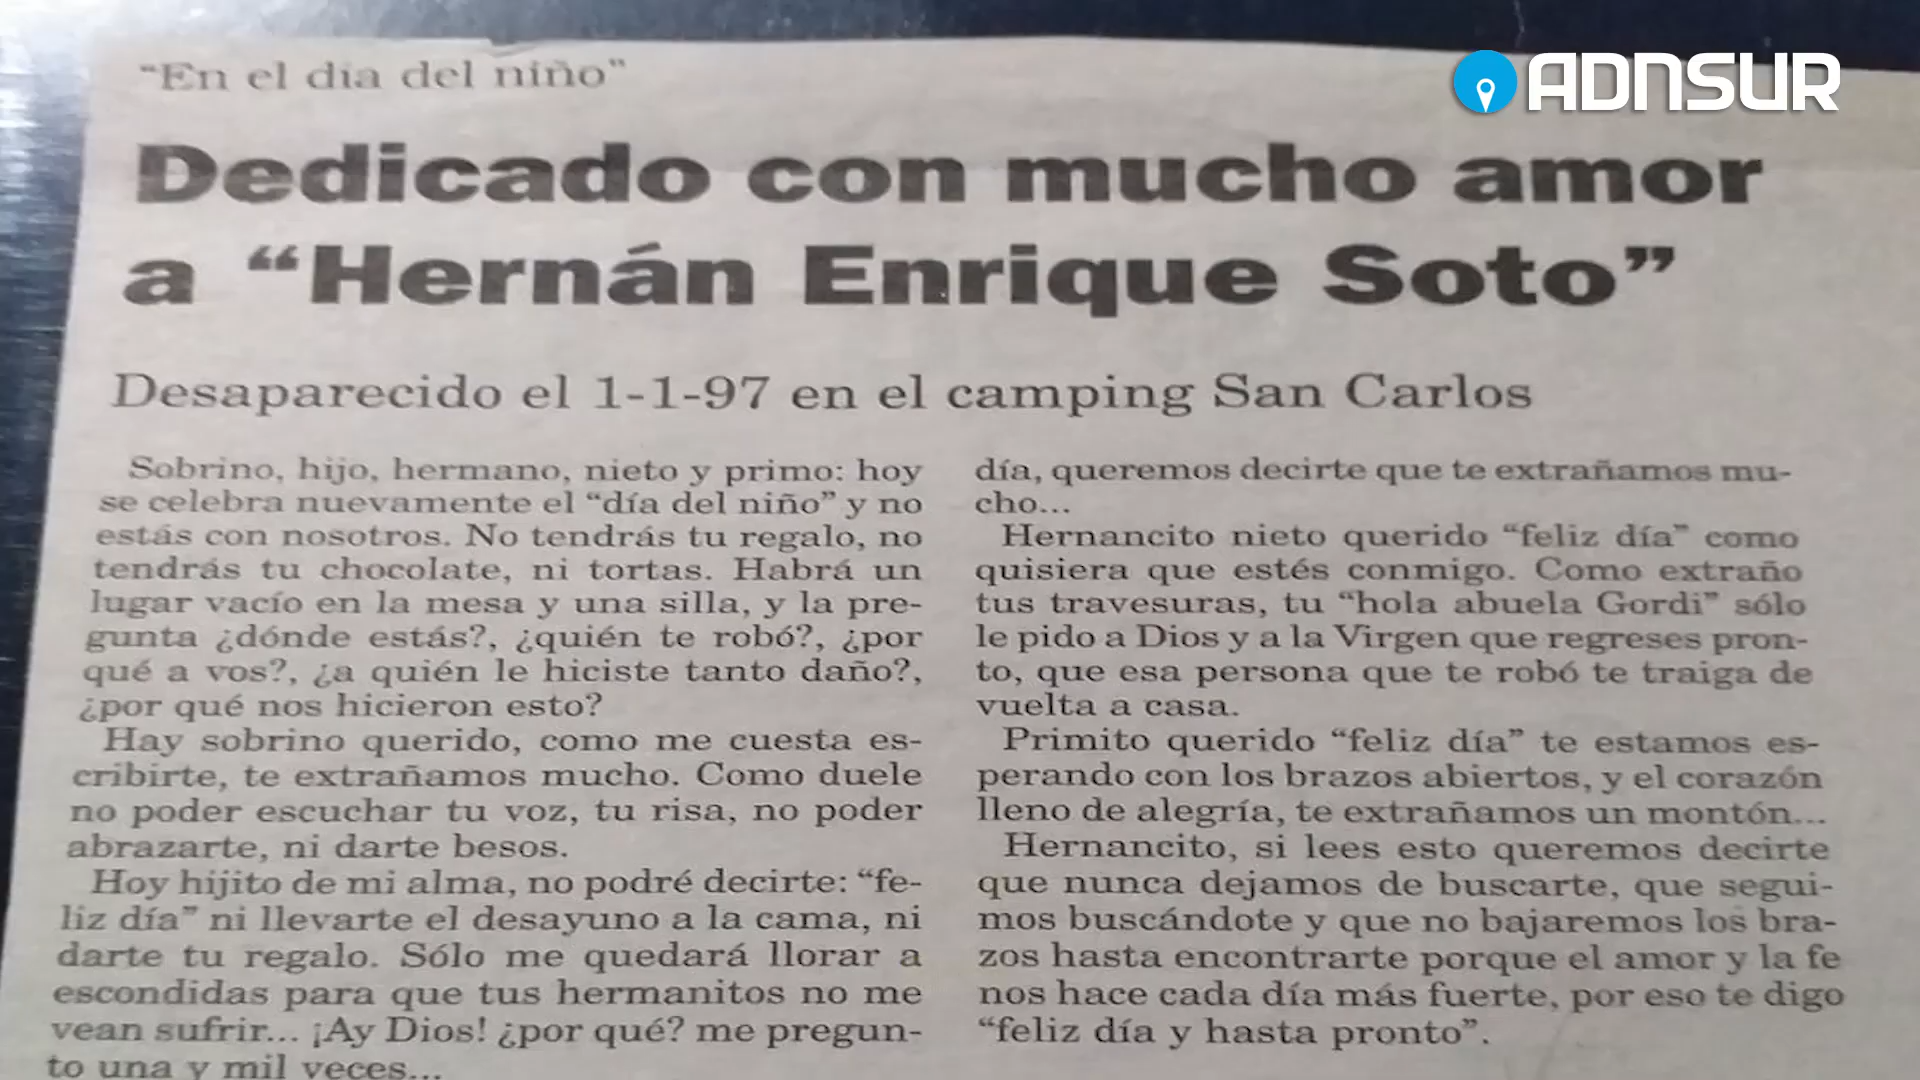 ADNSUR
"En el día del niño"
Dedicado con mucho amor
a "Hernán Enrique Soto"
Desaparecido el 1-1-97 en el camping San Carlos
Sobrino, hijo, hermano, nieto y primo: hoy
se celebra nuevamente el "día del niño" y no
estás con nosotros. No tendrás tu regalo, no
tendrás tu chocolate, ni tortas. Habrá un
lugar vacío en la mesa y una silla, y la pre-
gunta ¿dónde estás?, ¿quién te robó?, ¿por
qué a vos?, ¿a quién le hiciste tanto daño?,
¿por qué nos hicieron esto?
Hay sobrino querido, como me cuesta es-
cribirte, te extrañamos mucho. Como duele
no poder escuchar tu voz, tu risa, no poder
abrazarte, ni darte besos.
Hoy hijito de mi alma, no podré decirte: "fe-
liz día" ni llevarte el desayuno a la cama, ni
darte tu regalo. Sólo me quedará llorar a
escondidas para que tus hermanitos no me
vean sufrir... ¡Ay Dios! ¿por qué? me pregun-
to una y mil veces...
día, queremos decirte que te extrañamos mu-
cho...
Hernancito nieto querido "feliz día" como
quisiera que estés conmigo. Como extraño
tus travesuras, tu "hola abuela Gordi" sólo
le pido a Dios y a la Virgen que regreses pron-
to, que esa persona que te robó te traiga de
vuelta a casa.
Primito querido "feliz día" te estamos es-
perando con los brazos abiertos, y el corazón
lleno de alegría, te extrañamos un montón...
Hernancito, si lees esto queremos decirte
que nunca dejamos de buscarte, que segui-
mos buscándote y que no bajaremos los bra-
zos hasta encontrarte porque el amor y la fe
nos hace cada día más fuerte, por eso te digo
"feliz día y hasta pronto".